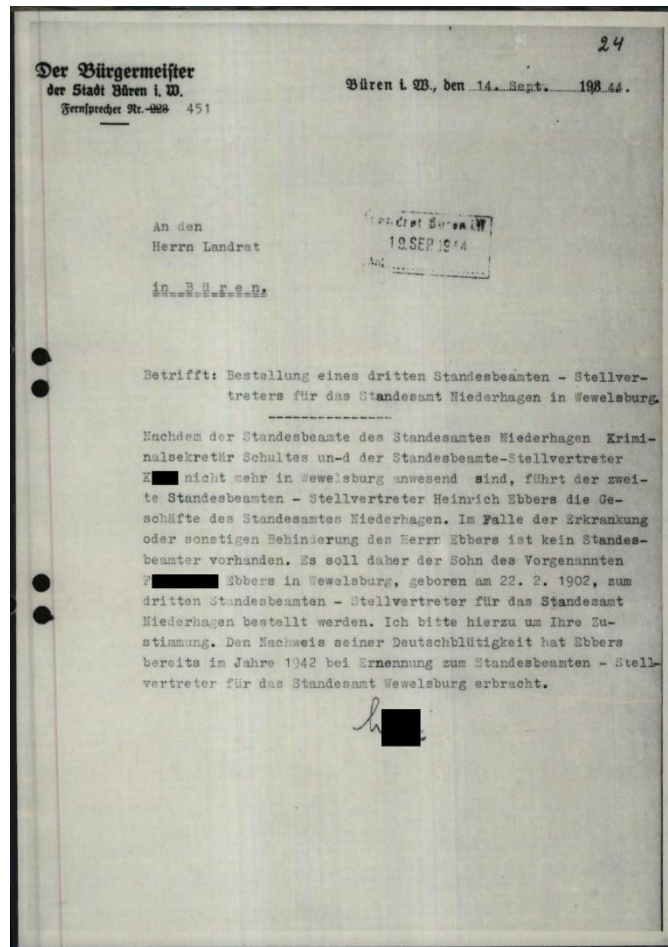 24
Der Bürgermeister
der Stadt Büren i. W.
Fernsprecher Nr. 451
Büren i. W., den 14. Sept. 1944.
An den
Herrn Landrat
in Büren.
Landrat Büren i.W
19. SEP. 1944
Betrifft: Bestellung eines dritten Standesbeamten - Stellver-
treters für das Standesamt Niederhagen in Wewelsburg.
Nachdem der Standesbeamte des Standesamtes Niederhagen Krimi-
nalsekretär Schultes un-d der Standesbeamte-Stellvertreter
K nicht mehr in Wewelsburg anwesend sind, führt der zwei-
te Standesbeamten - Stellvertreter Heinrich Ebbers die Ge-
schäfte des Standesamtes Niederhagen. Im Falle der Erkrankung
oder sonstigen Behinderung des Herrn Ebbers ist kein Standes-
beamter vorhanden. Es soll daher der Sohn des Vorgenannten
F Ebbers in Wewelsburg, geboren am 22. 2. 1902, zum
dritten Standesbeamten - Stellvertreter für das Standesamt
Niederhagen bestellt werden. Ich bitte hierzu um Ihre Zu-
stimmung. Den Nachweis seiner Deutschblütigkeit hat Ebbers
bereits im Jahre 1942 bei Ernennung zum Standesbeamten - Stell-
vertreter für das Standesamt Wewelsburg erbracht.